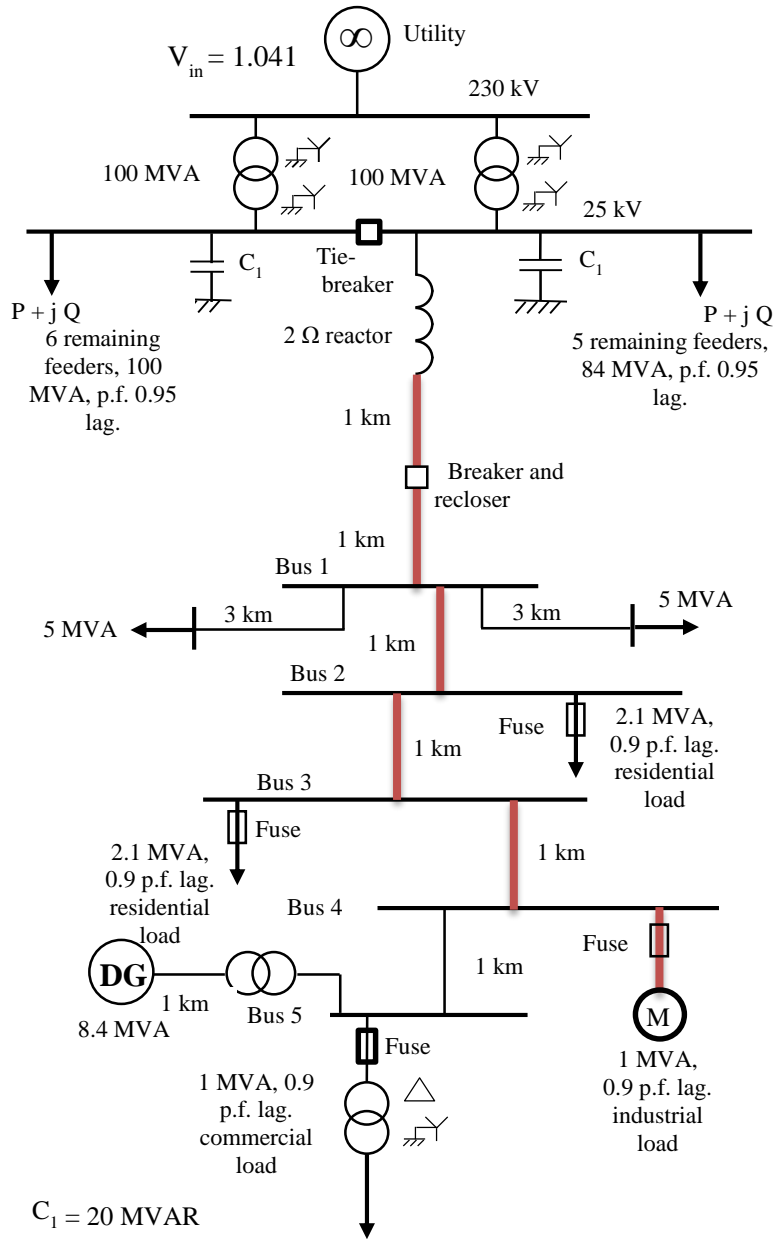 ∞
Utility
V_in = 1.041
230 kV
100 MVA
100 MVA
25 kV
C_1
Tie-
breaker
C_1
P + j Q
6 remaining
feeders, 100
MVA, p.f. 0.95
lag.
2 Ω reactor
P + j Q
5 remaining feeders,
84 MVA, p.f. 0.95
lag.
1 km
Breaker and
recloser
1 km
Bus 1
5 MVA
3 km
3 km
5 MVA
1 km
Bus 2
Fuse
2.1 MVA,
0.9 p.f. lag.
residential
load
1 km
Bus 3
Fuse
2.1 MVA,
0.9 p.f. lag.
residential
load
1 km
Bus 4
Fuse
1 km
DG
1 km
8.4 MVA
Bus 5
M
Fuse
1 MVA, 0.9
p.f. lag.
commercial
load
1 MVA,
0.9 p.f. lag.
industrial
load
C_1 = 20 MVAR